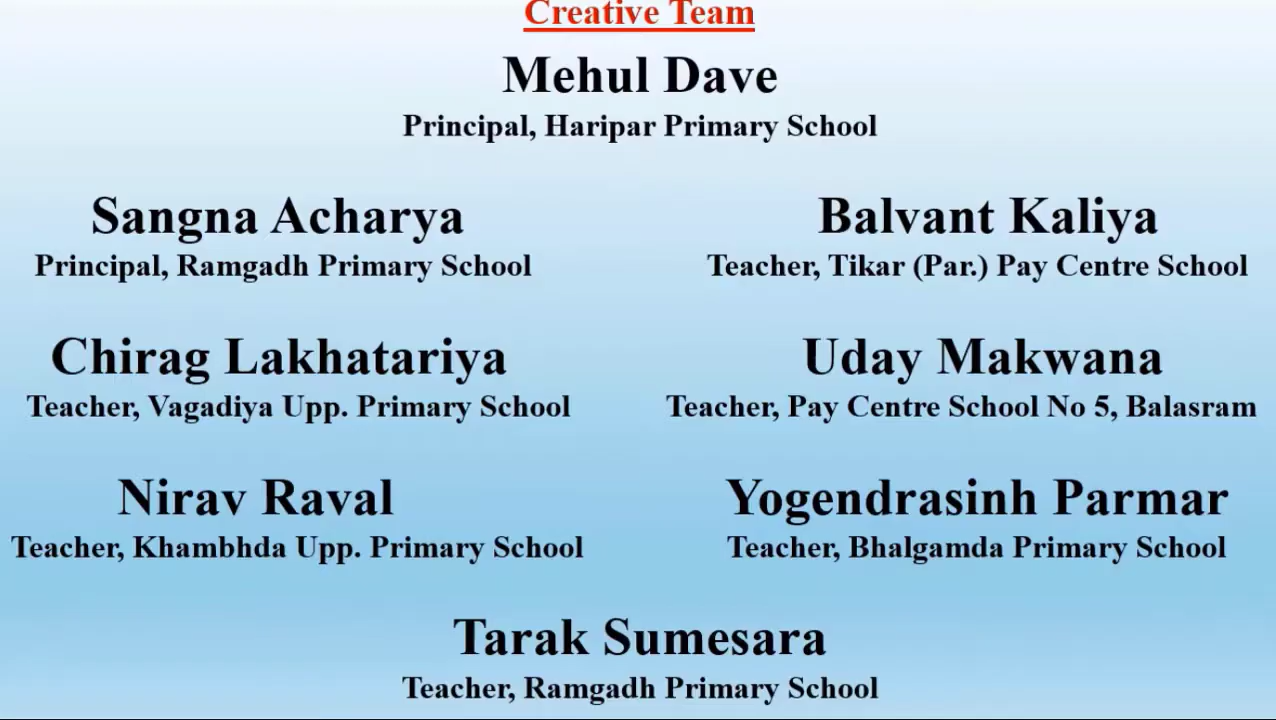 Creative Team
Mehul Dave
Principal, Haripar Primary School
Sangna Acharya
Principal, Ramgadh Primary School
Balvant Kaliya
Teacher, Tikar (Par.) Pay Centre School
Chirag Lakhatariya
Teacher, Vagadiya Upp. Primary School
Uday Makwana
Teacher, Pay Centre School No 5, Balasram
Nirav Raval
Teacher, Khambhda Upp. Primary School
Yogendrasinh Parmar
Teacher, Bhalgamda Primary School
Tarak Sumesara
Teacher, Ramgadh Primary School